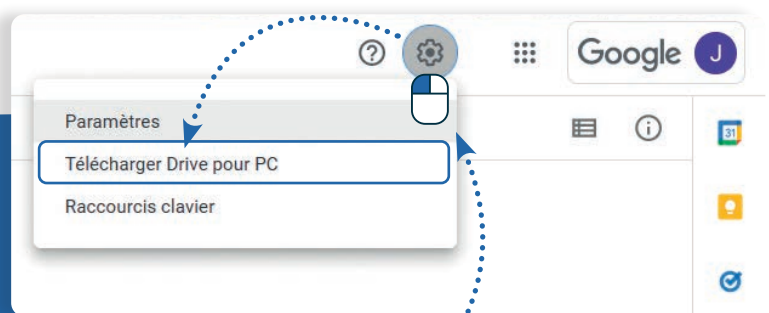 Google J
Paramètres
31
Télécharger Drive pour PC
Raccourcis clavier